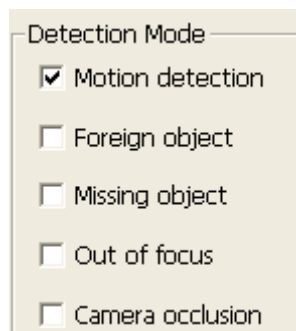 Detection Mode
Motion detection
Foreign object
Missing object
Out of focus
Camera occlusion